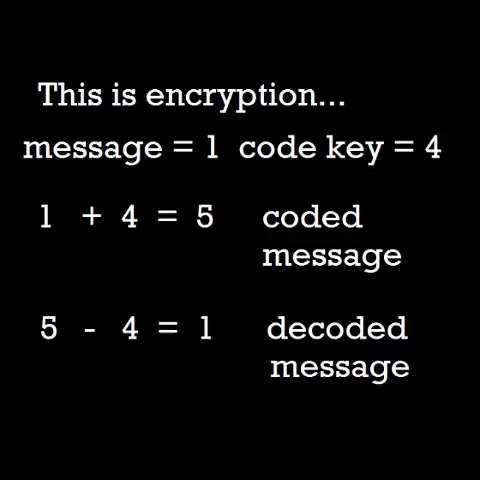 This is encryption...
message = 1  code key = 4
1 + 4 = 5 coded
message
5 - 4 = 1 decoded
message